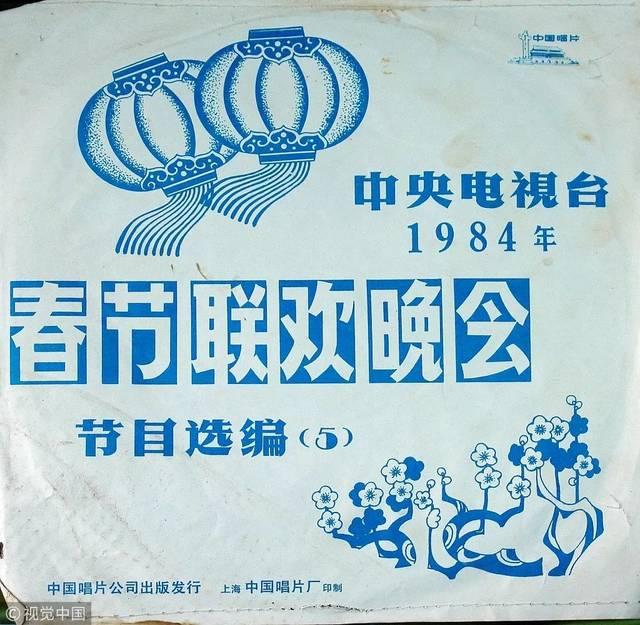 中国唱片
中央电視台
1984年
春节联欢晚会
节目选编(5)
中国唱片公司出版发行 上海中国唱片厂印制
©视觉中国